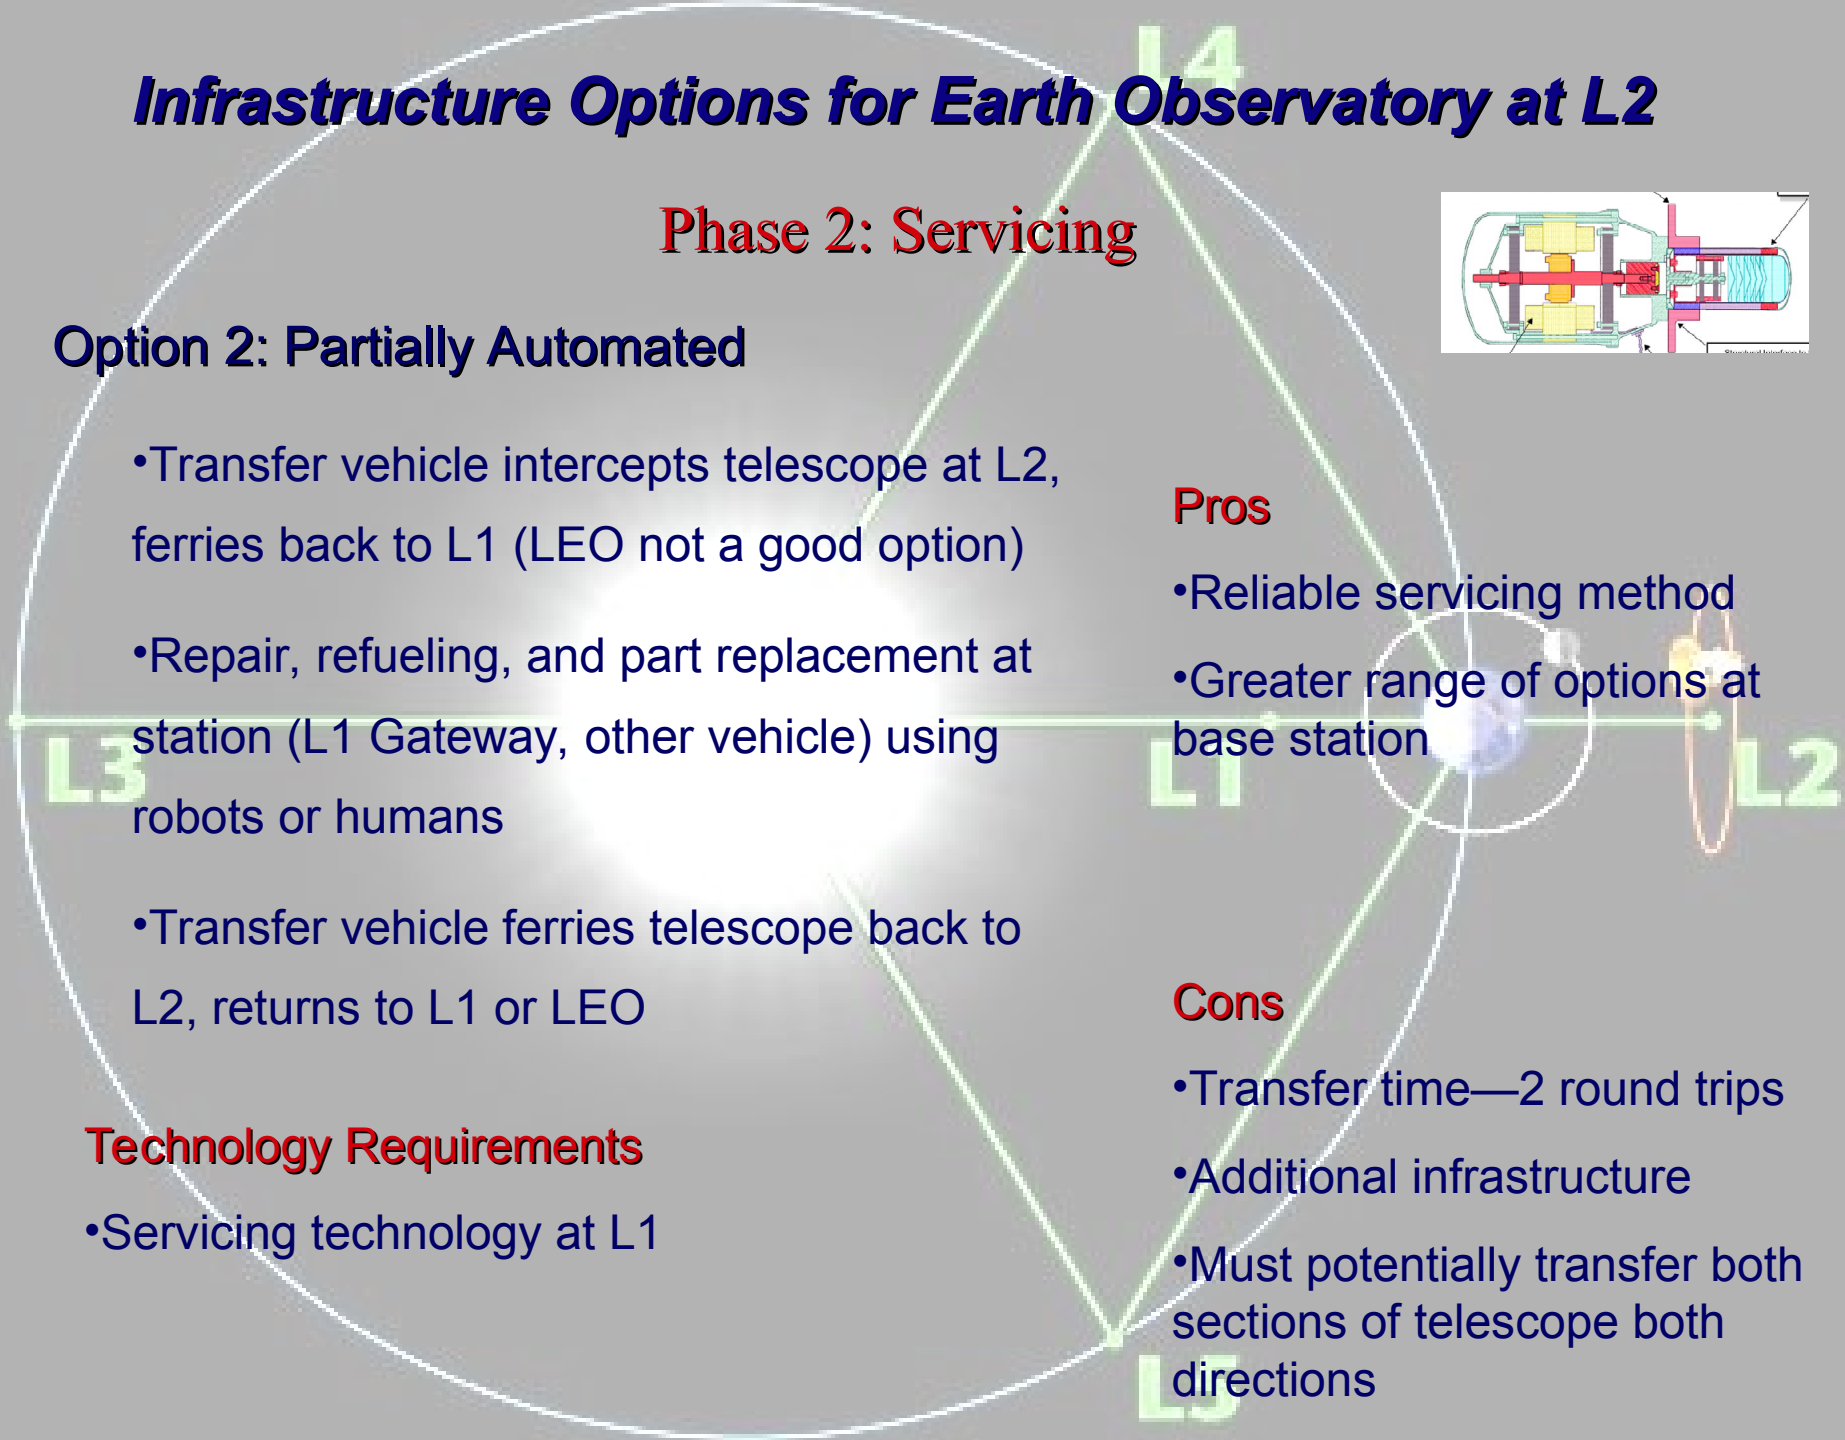 L4
Infrastructure Options for Earth Observatory at L2
Phase 2: Servicing
Option 2: Partially Automated
•Transfer vehicle intercepts telescope at L2,
ferries back to L1 (LEO not a good option)
•Repair, refueling, and part replacement at
station (L1 Gateway, other vehicle) using
robots or humans
•Transfer vehicle ferries telescope back to
L2, returns to L1 or LEO
Technology Requirements
•Servicing technology at L1
Pros
•Reliable servicing method
•Greater range of options at
base station
Cons
•Transfer time—2 round trips
•Additional infrastructure
•Must potentially transfer both
sections of telescope both
directions
L3
L1
L2
L5